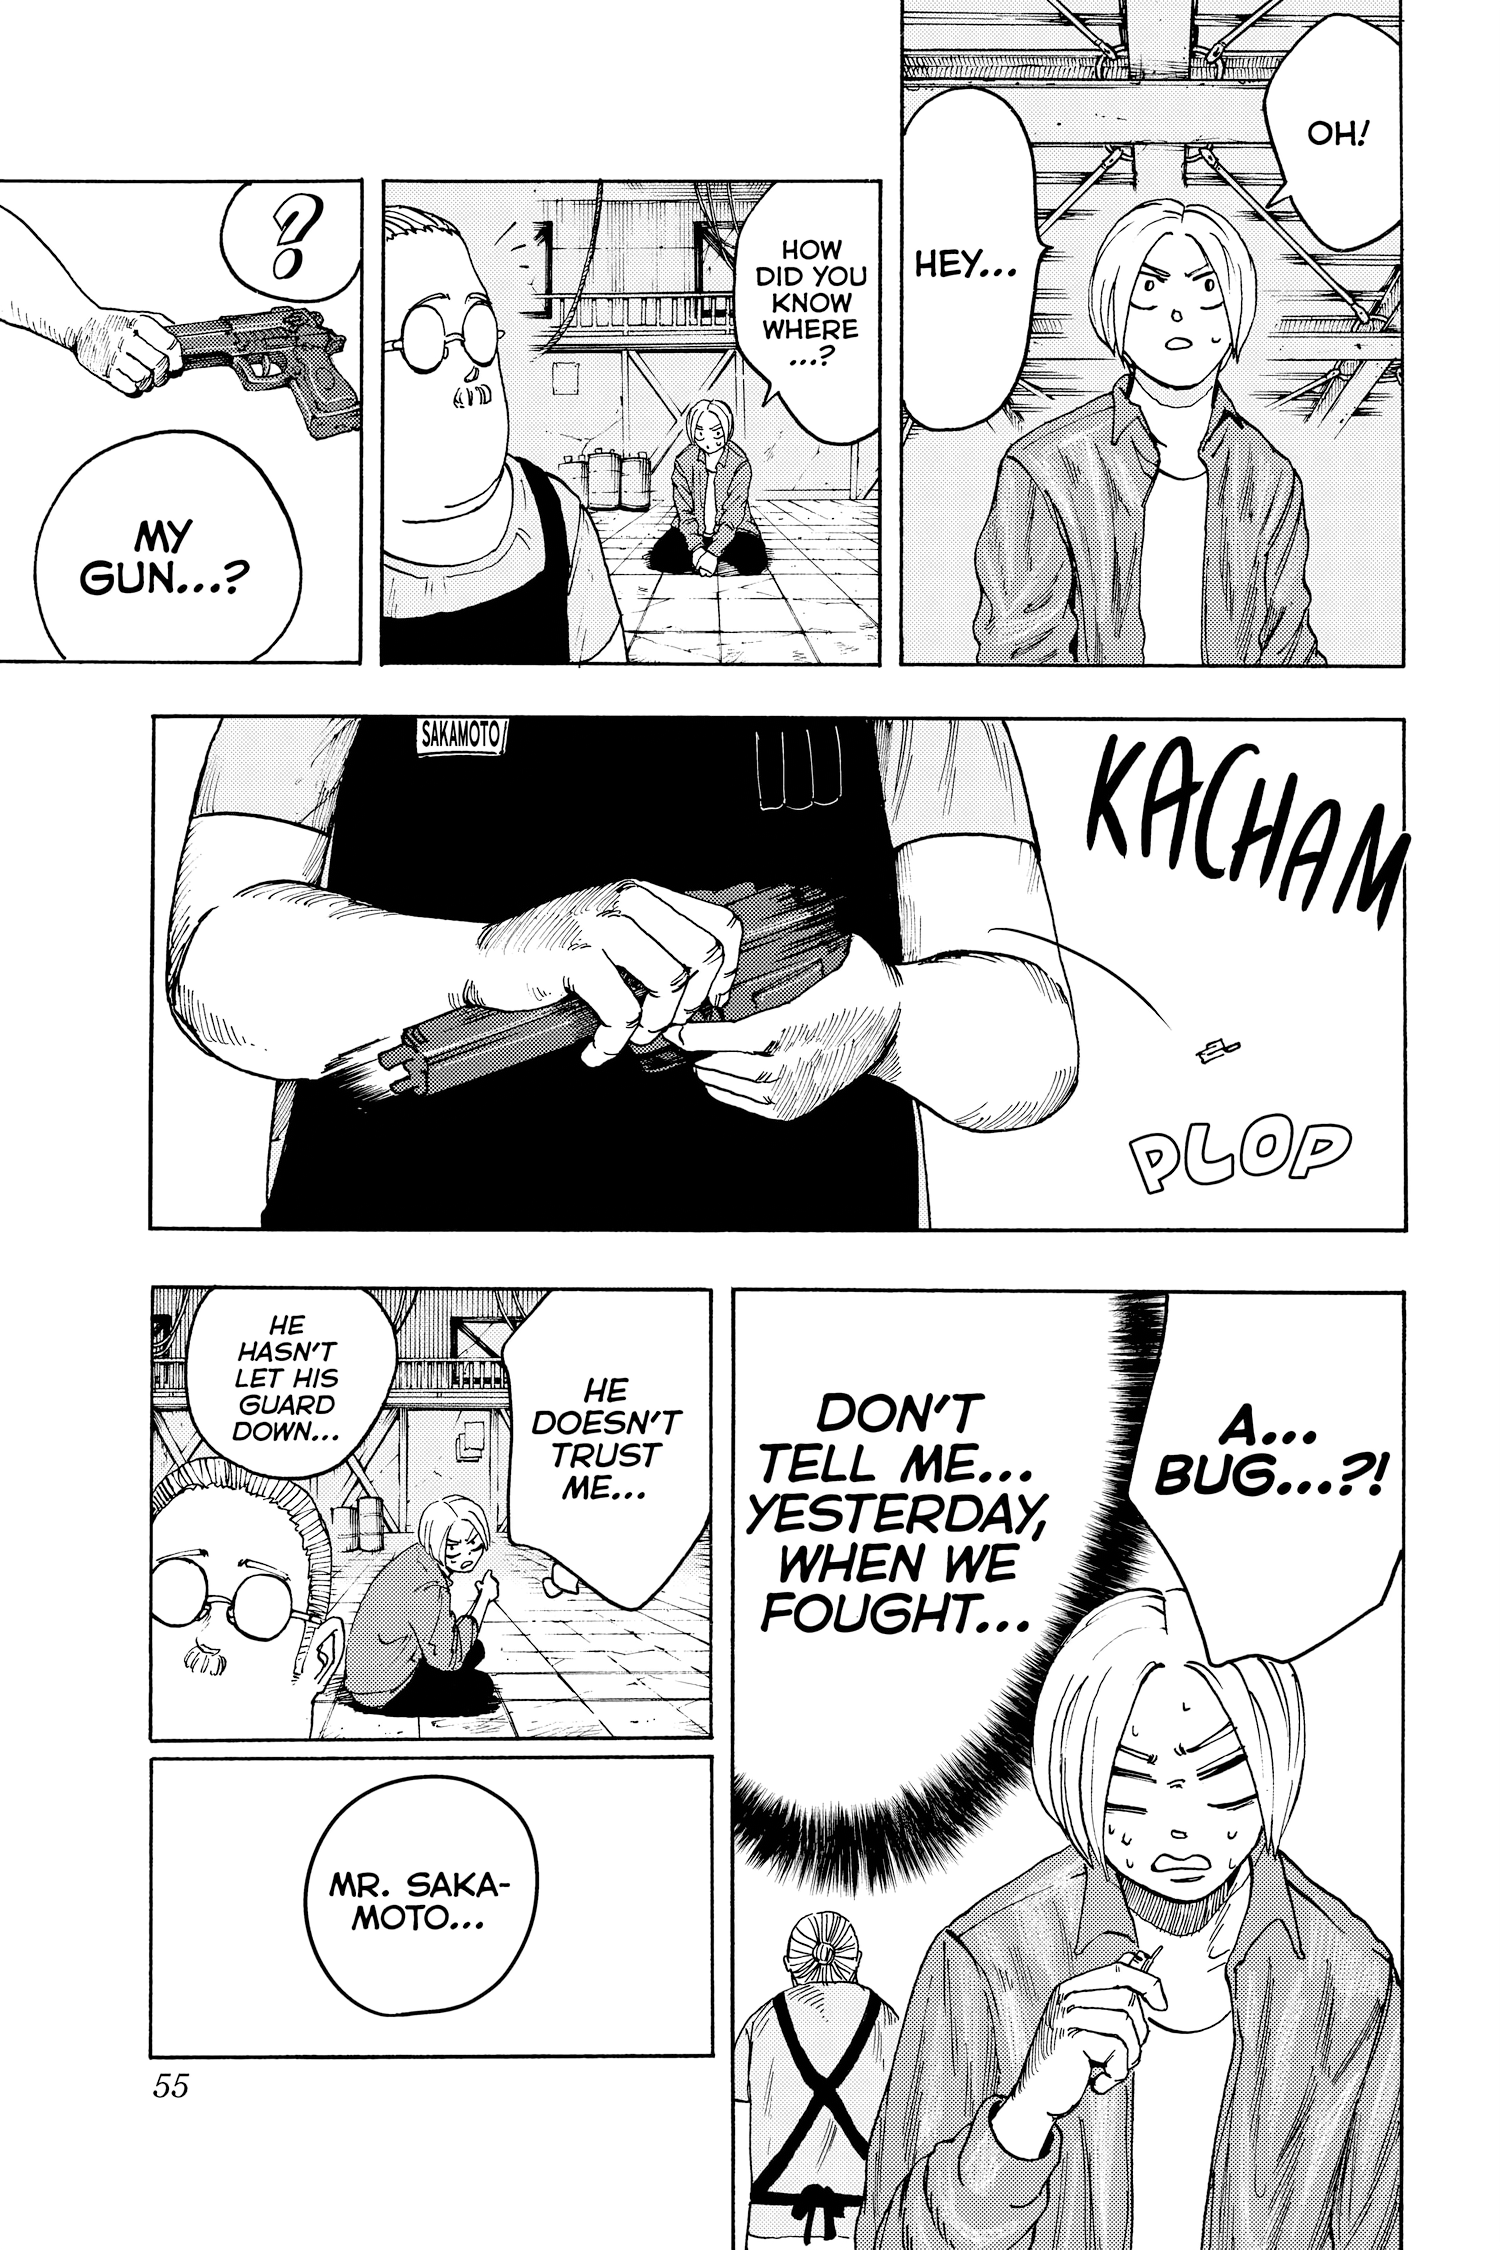 OH!
HEY...
HOW
DID YOU
KNOW
WHERE
...?
?
MY
GUN...?
SAKAMOTO
KACHAM
PLOP
A...
BUG...?!
DON'T
TELL ME...
YESTERDAY,
WHEN WE
FOUGHT...
HE
DOESN'T
TRUST
ME...
HE
HASN'T
LET HIS
GUARD
DOWN...
MR. SAKA-
MOTO...
55